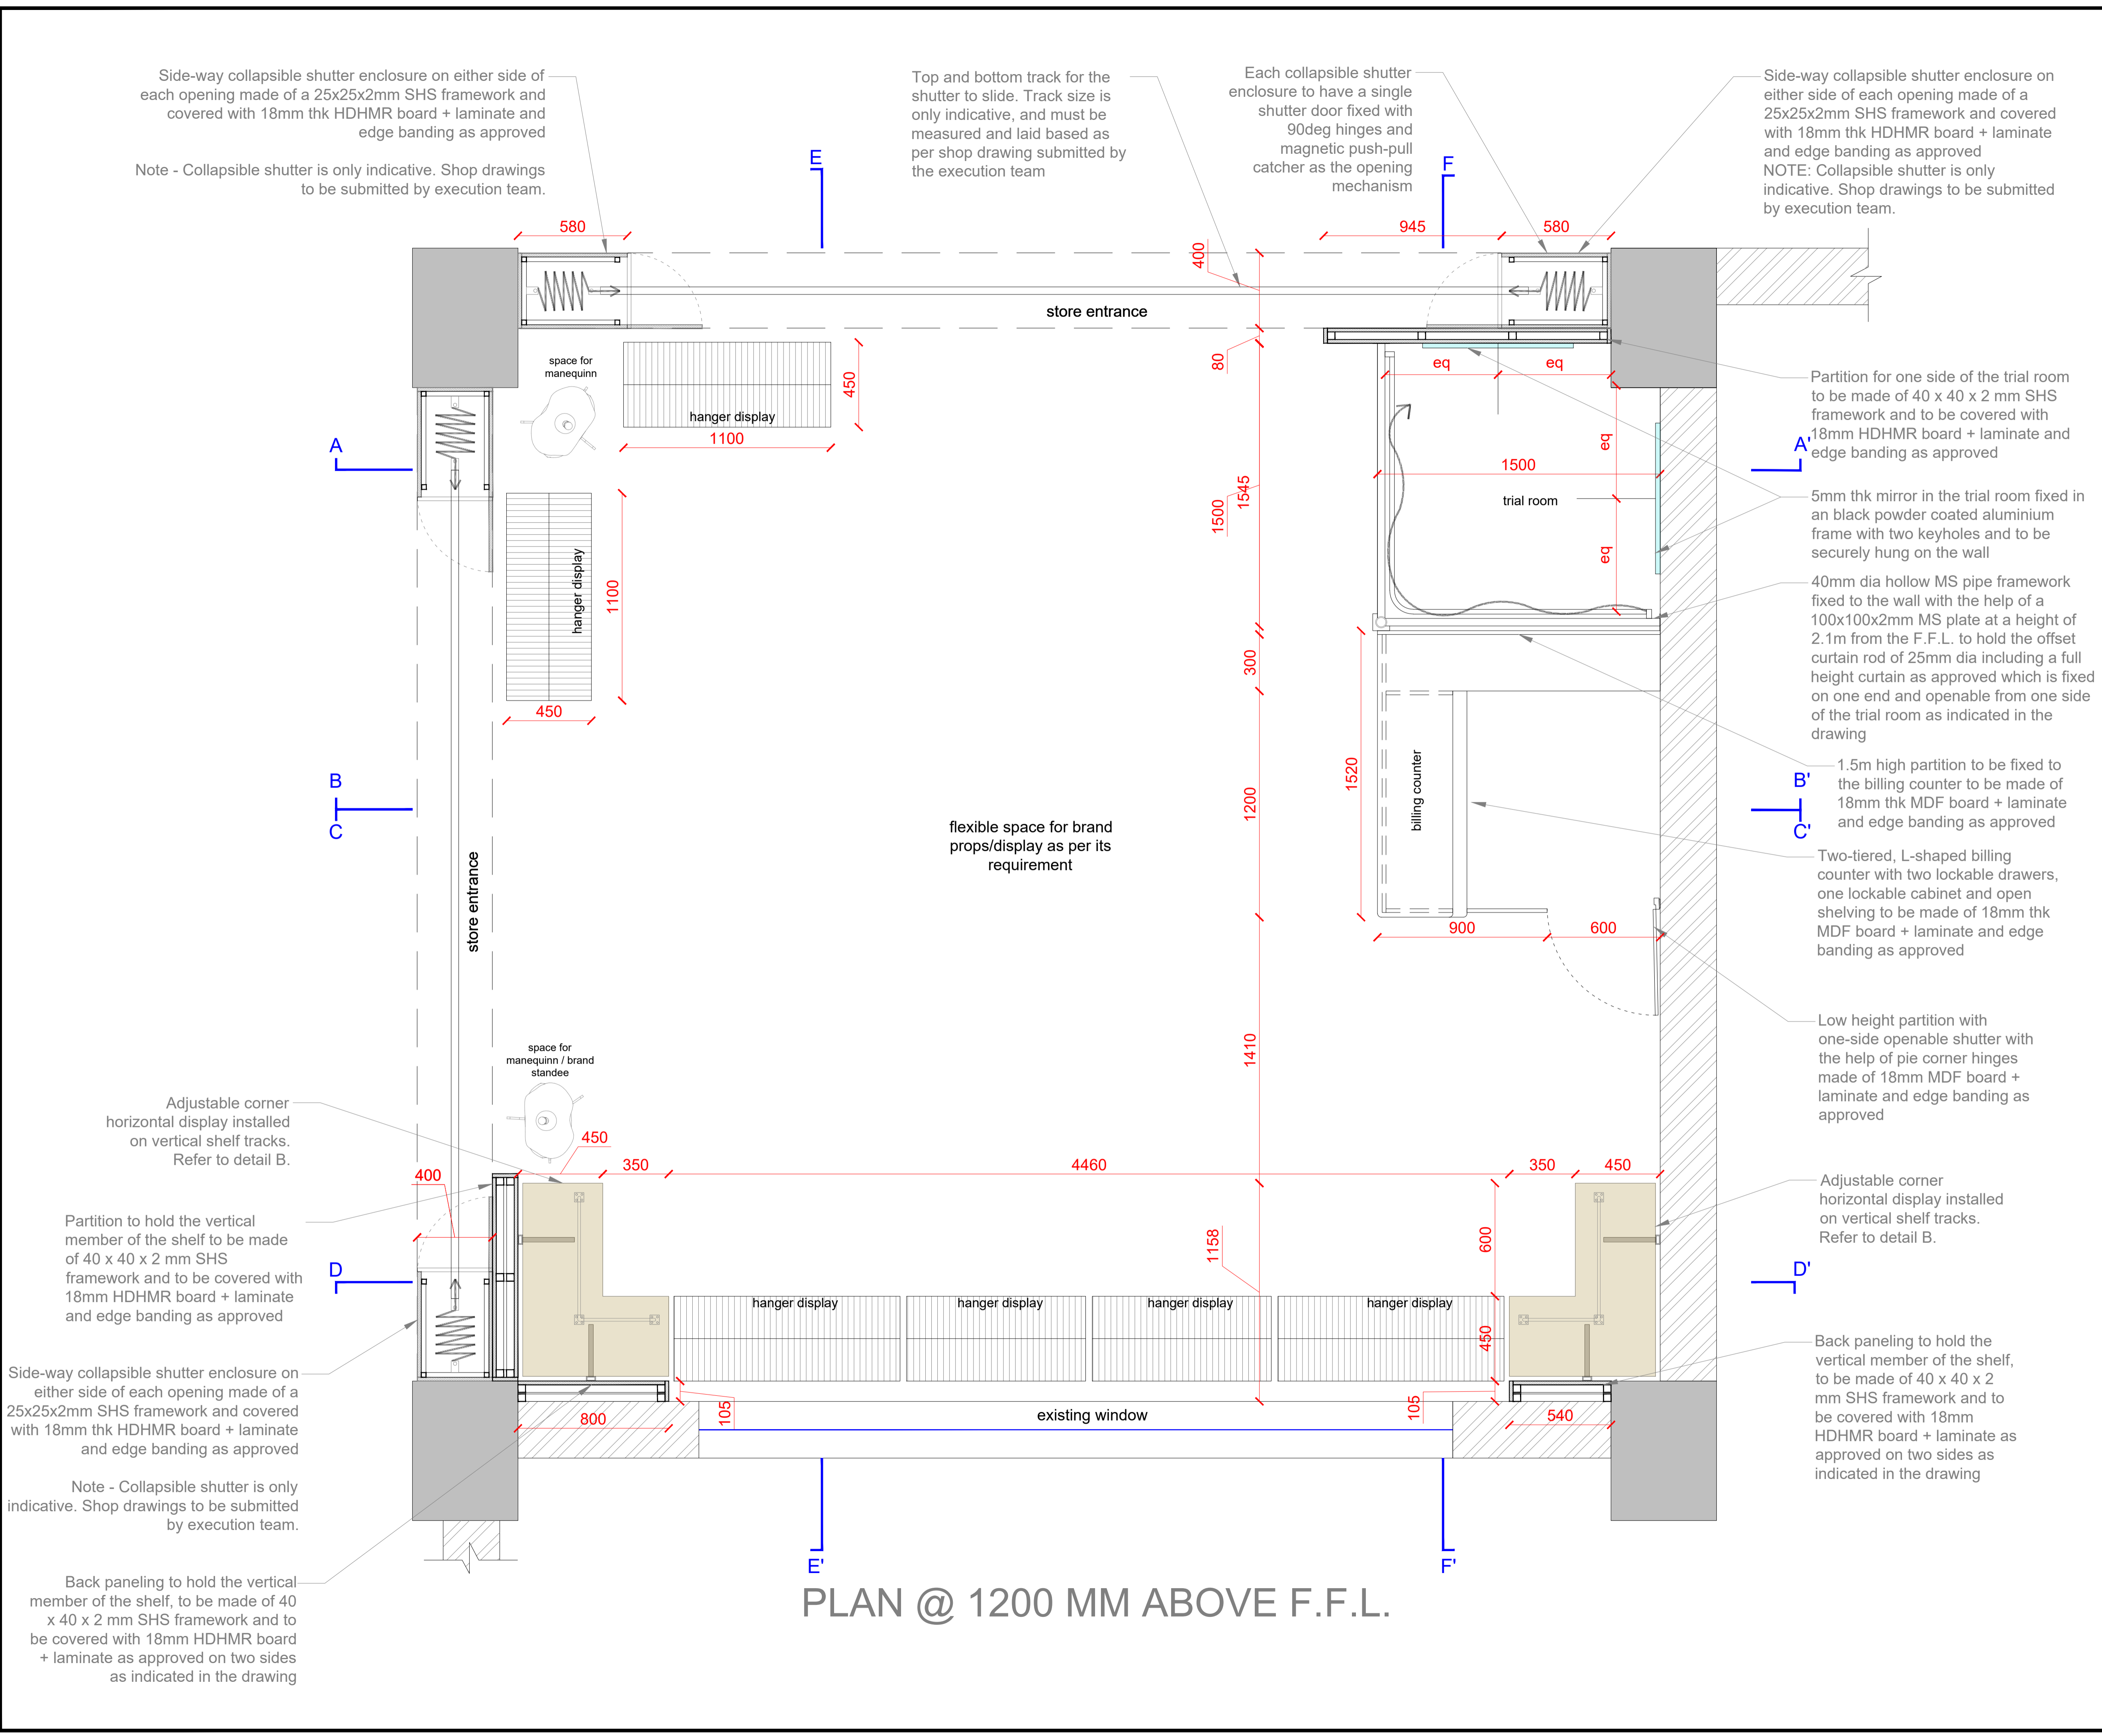 Side-way collapsible shutter enclosure on either side of
each opening made of a 25x25x2mm SHS framework and
covered with 18mm thk HDHMR board + laminate and
edge banding as approved
Note - Collapsible shutter is only indicative. Shop drawings
to be submitted by execution team.
Top and bottom track for the
shutter to slide. Track size is
only indicative, and must be
measured and laid based as
per shop drawing submitted by
the execution team
Each collapsible shutter
enclosure to have a single
shutter door fixed with
90deg hinges and
magnetic push-pull
catcher as the opening
mechanism
Side-way collapsible shutter enclosure on
either side of each opening made of a
25x25x2mm SHS framework and covered
with 18mm thk HDHMR board + laminate
and edge banding as approved
NOTE: Collapsible shutter is only
indicative. Shop drawings to be submitted
by execution team.
E
F
580
945
580
400
store entrance
80
space for
manequinn
450
hanger display
1100
eq
eq
eq
eq
1500
trial room
1545
1500
A
A'
Partition for one side of the trial room
to be made of 40 x 40 x 2 mm SHS
framework and to be covered with
18mm HDHMR board + laminate and
edge banding as approved
5mm thk mirror in the trial room fixed in
an black powder coated aluminium
frame with two keyholes and to be
securely hung on the wall
40mm dia hollow MS pipe framework
fixed to the wall with the help of a
100x100x2mm MS plate at a height of
2.1m from the F.F.L. to hold the offset
curtain rod of 25mm dia including a full
height curtain as approved which is fixed
on one end and openable from one side
of the trial room as indicated in the
drawing
hanger display
1100
450
300
1200
1520
billing counter
B
C
B'
C'
1.5m high partition to be fixed to
the billing counter to be made of
18mm thk MDF board + laminate
and edge banding as approved
flexible space for brand
props/display as per its
requirement
store entrance
Two-tiered, L-shaped billing
counter with two lockable drawers,
one lockable cabinet and open
shelving to be made of 18mm thk
MDF board + laminate and edge
banding as approved
900
600
1410
Low height partition with
one-side openable shutter with
the help of pie corner hinges
made of 18mm MDF board +
laminate and edge banding as
approved
space for
manequinn / brand
standee
Adjustable corner
horizontal display installed
on vertical shelf tracks.
Refer to detail B.
450
400
350
4460
350
450
Adjustable corner
horizontal display installed
on vertical shelf tracks.
Refer to detail B.
Partition to hold the vertical
member of the shelf to be made
of 40 x 40 x 2 mm SHS
framework and to be covered with
18mm HDHMR board + laminate
and edge banding as approved
1158
600
D
D'
hanger display
hanger display
hanger display
hanger display
450
Back paneling to hold the
vertical member of the shelf,
to be made of 40 x 40 x 2
mm SHS framework and to
be covered with 18mm
HDHMR board + laminate as
approved on two sides as
indicated in the drawing
Side-way collapsible shutter enclosure on
either side of each opening made of a
25x25x2mm SHS framework and covered
with 18mm thk HDHMR board + laminate
and edge banding as approved
Note - Collapsible shutter is only
indicative. Shop drawings to be submitted
by execution team.
800
105
existing window
105
540
E'
F'
Back paneling to hold the vertical
member of the shelf, to be made of 40
x 40 x 2 mm SHS framework and to
be covered with 18mm HDHMR board
+ laminate as approved on two sides
as indicated in the drawing
PLAN @ 1200 MM ABOVE F.F.L.